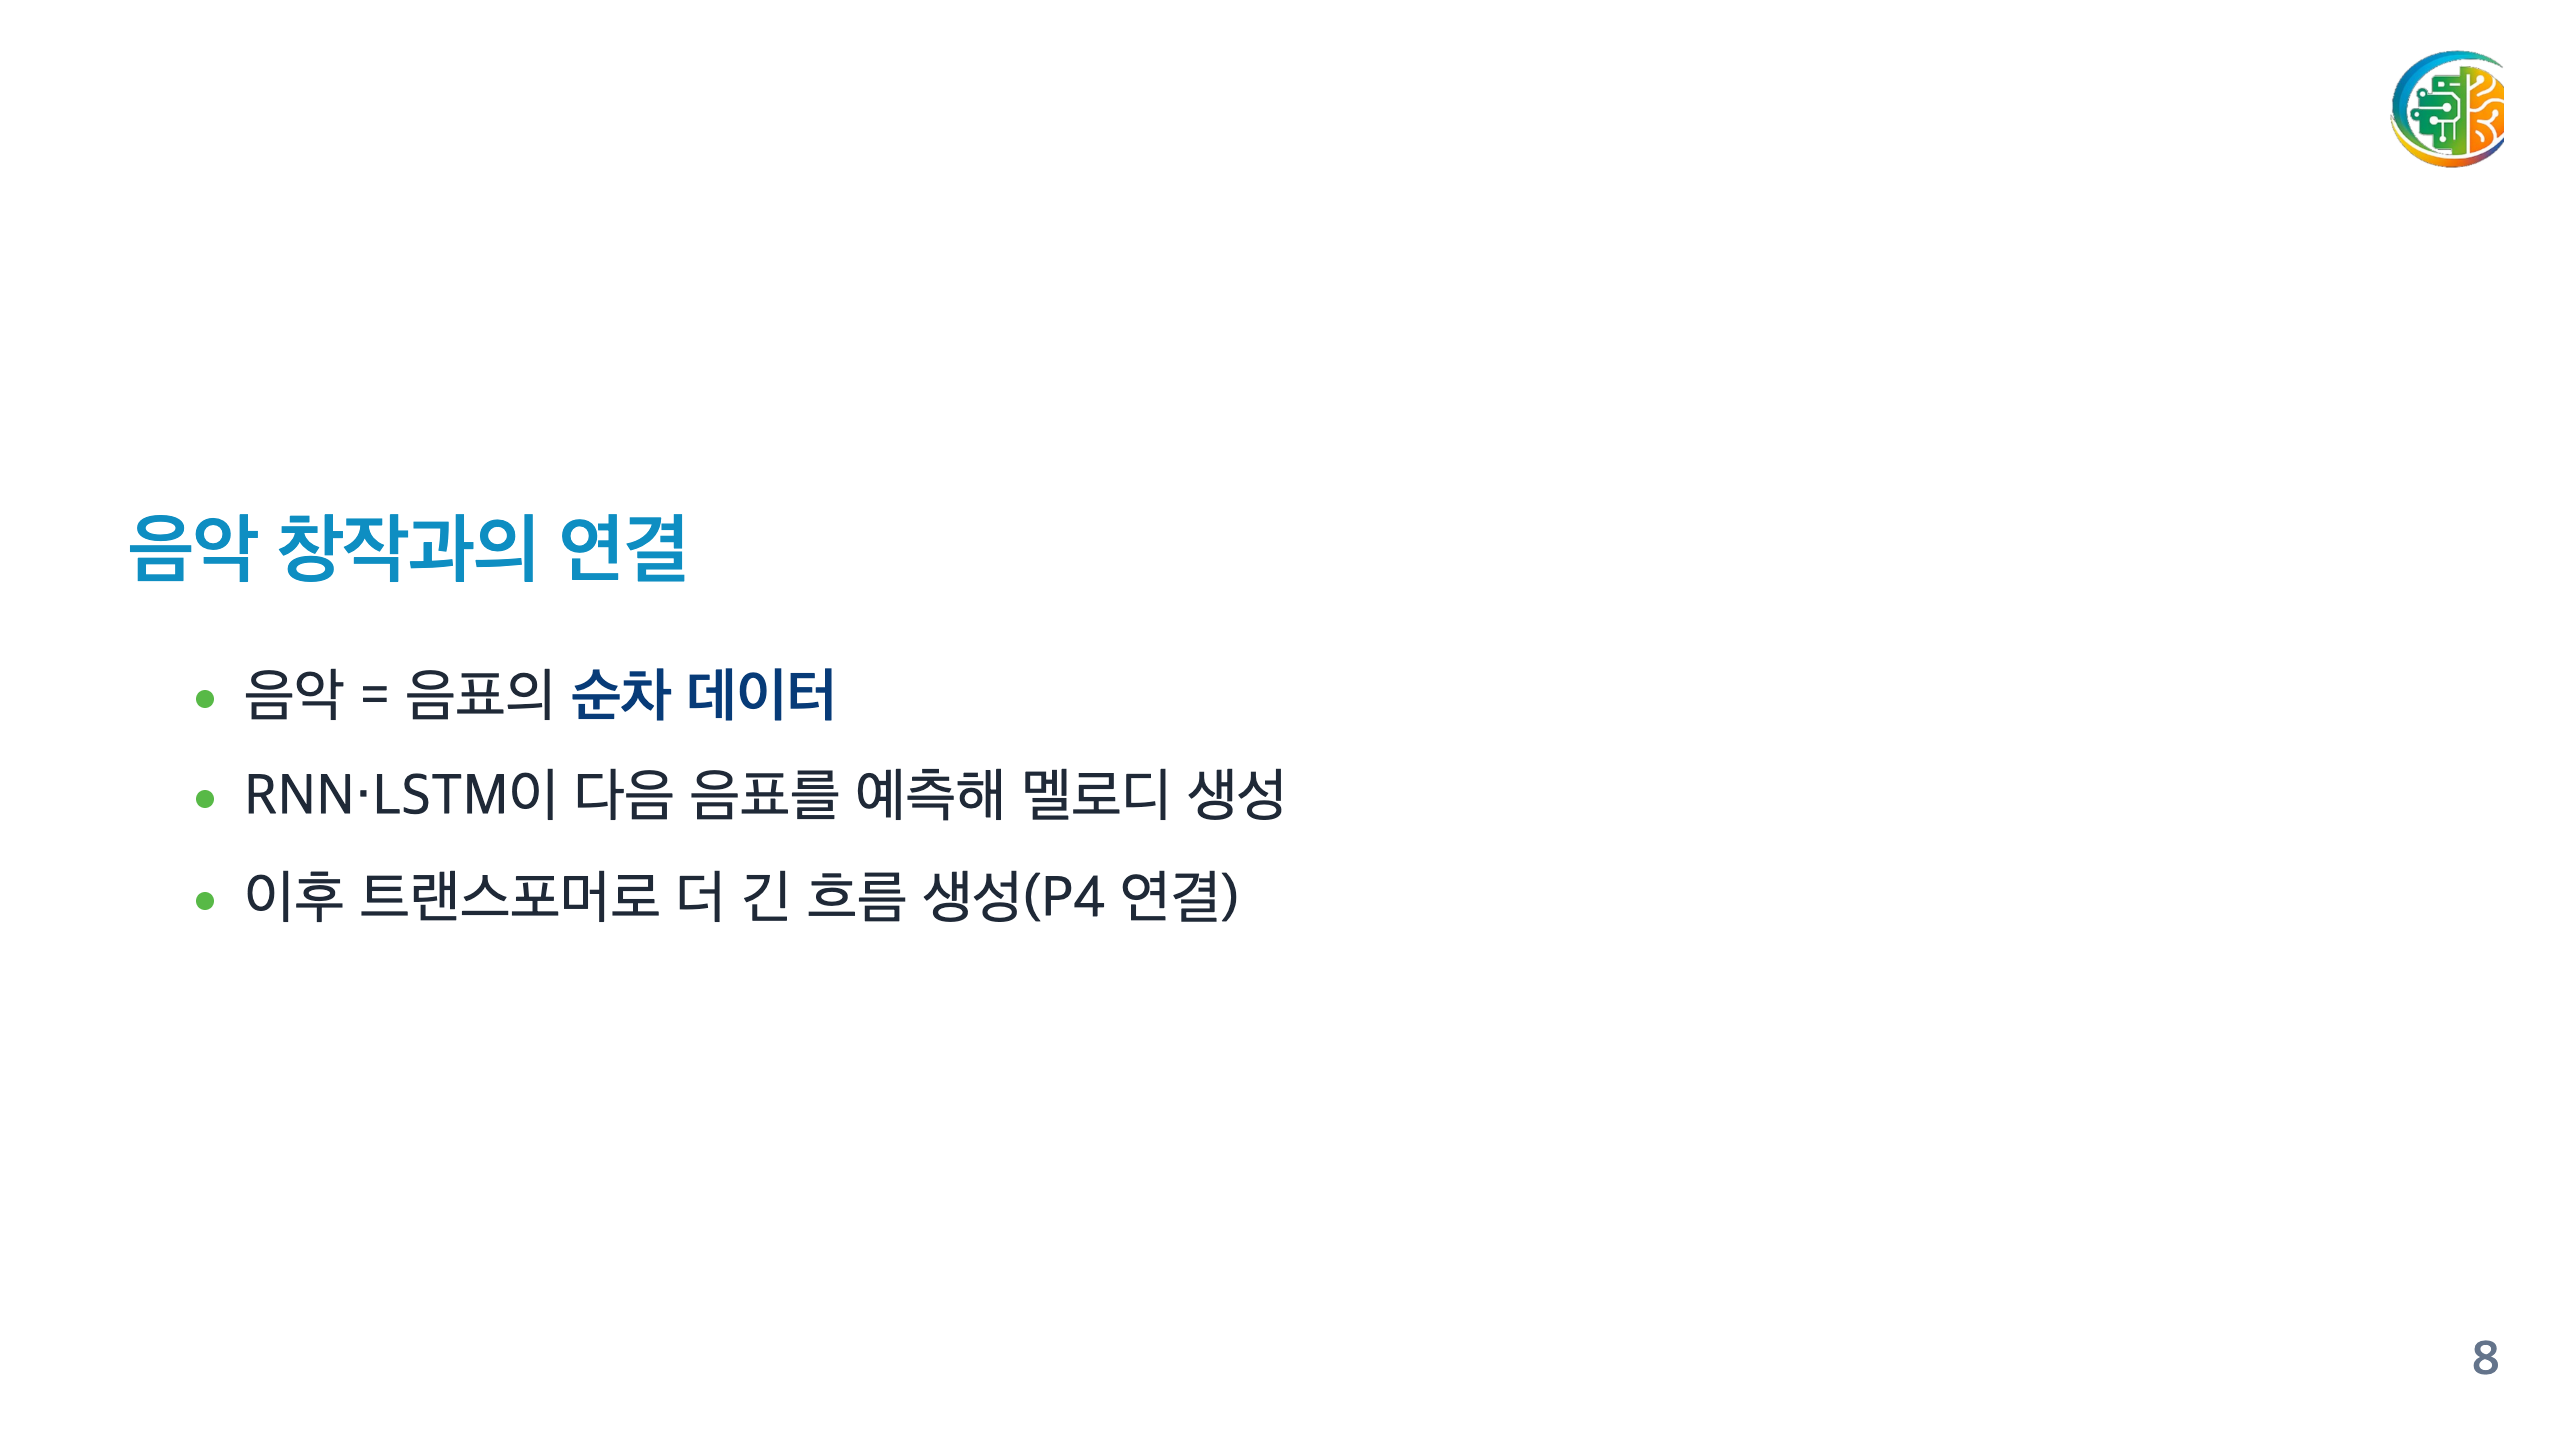 음악 창작과의 연결
• 음악 = 음표의 순차 데이터
• RNN·LSTM이 다음 음표를 예측해 멜로디 생성
• 이후 트랜스포머로 더 긴 흐름 생성(P4 연결)
8